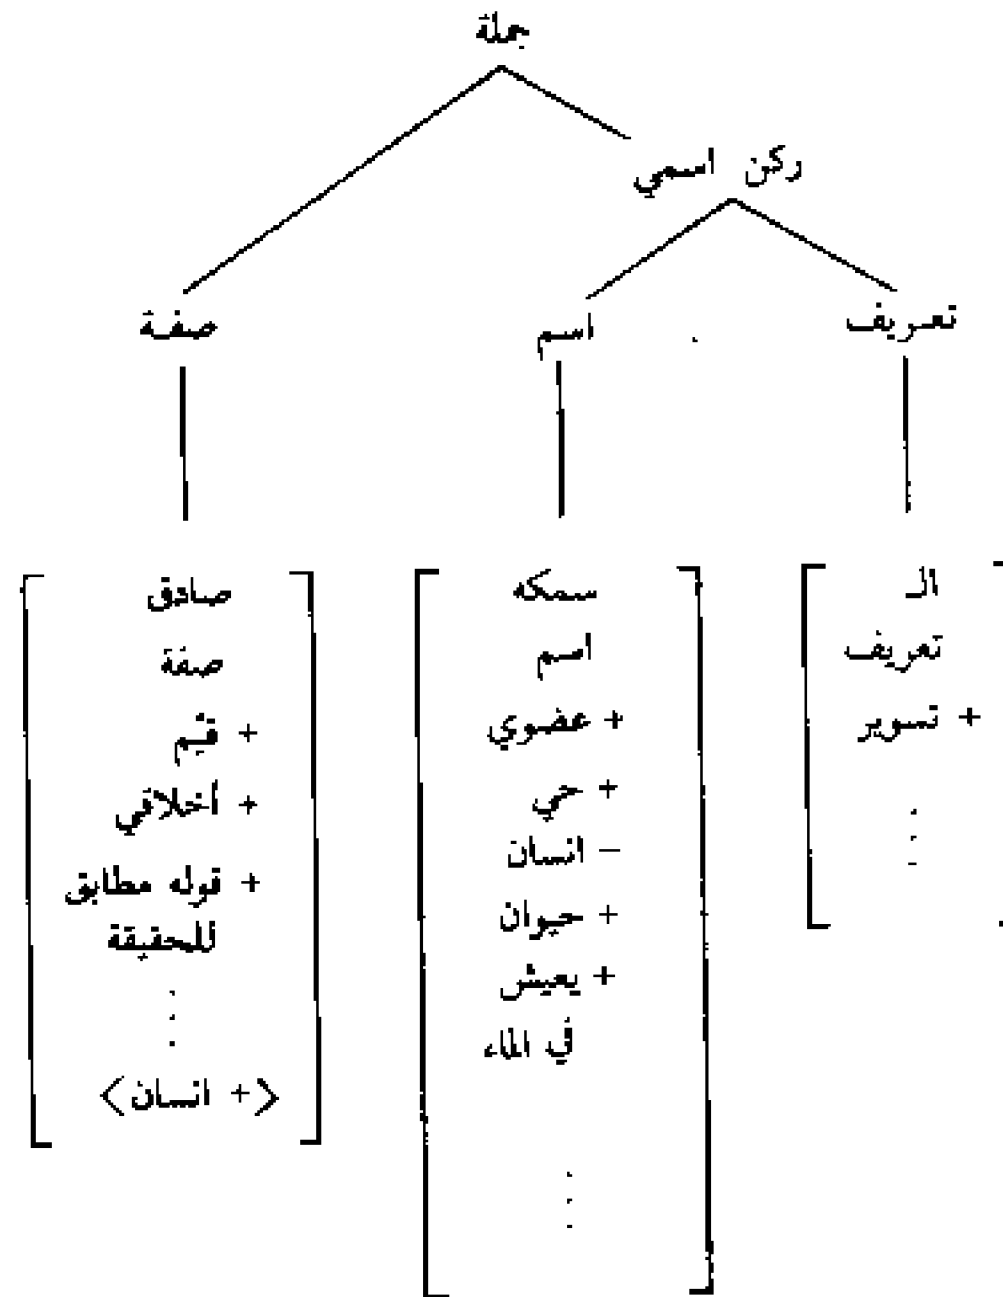 جملة
ركن اسمي
تعريف
اسم
صفة
الـ
تعريف
+ تسوير
سمكه
اسم
+ عضوي
+ حي
− انسان
+ حيوان
+ يعيش
في الماء
صادق
صفة
+ قيم
+ أخلاقي
+ قوله مطابق
للحقيقة
<+ انسان>